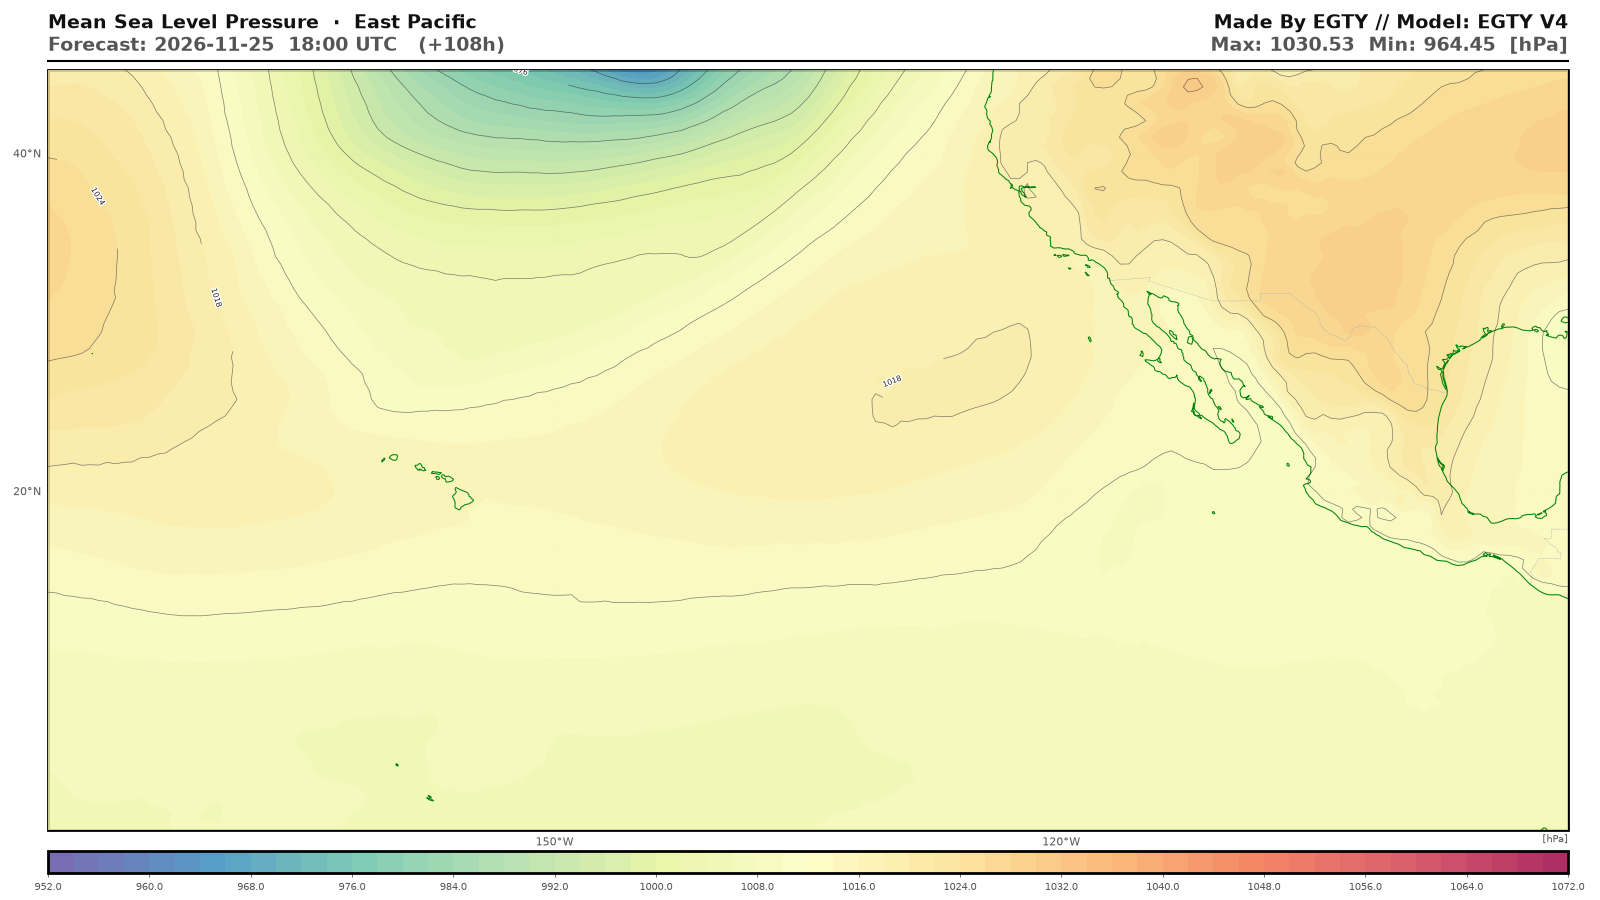 Mean Sea Level Pressure · East Pacific
Made By EGTY // Model: EGTY V4
Forecast: 2026-11-25 18:00 UTC (+108h)
Max: 1030.53 Min: 964.45 [hPa]
40°N
1024
1018
1018
20°N
150°W
120°W
[hPa]
952.0 960.0 968.0 976.0 984.0 992.0 1000.0 1008.0 1016.0 1024.0 1032.0 1040.0 1048.0 1056.0 1064.0 1072.0